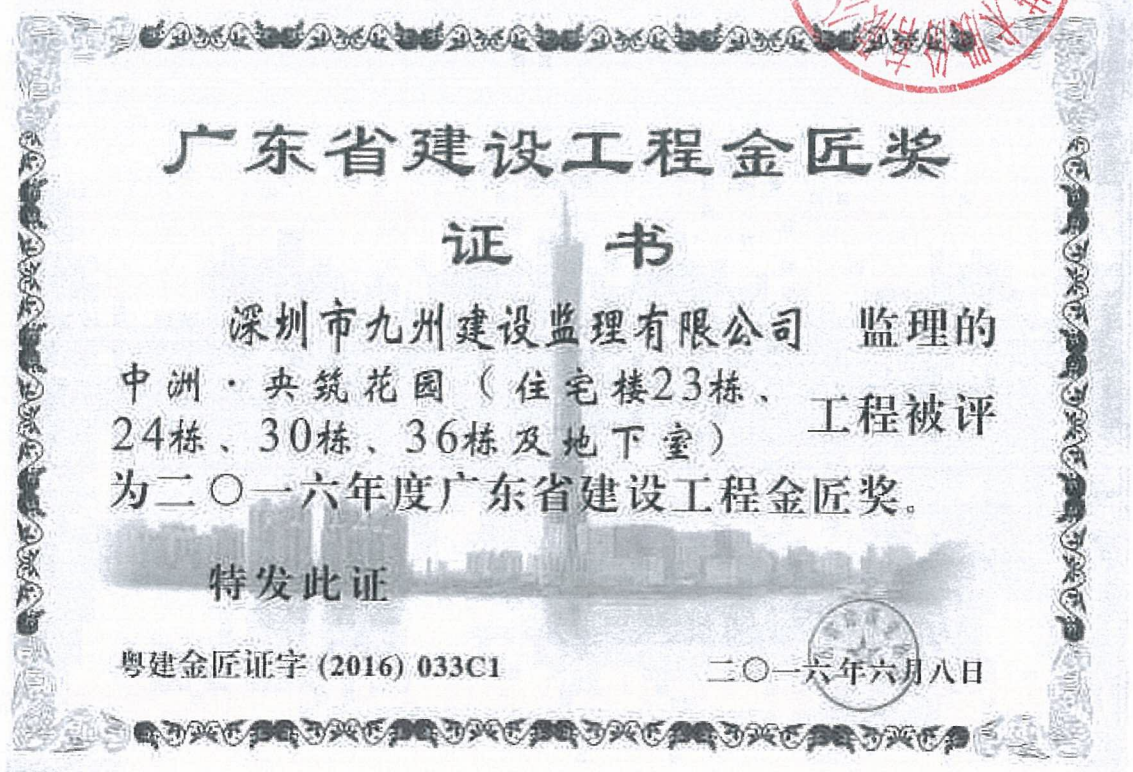 广东省建设工程金匠奖
证 书
深圳市九州建设监理有限公司 监理的
中洲·央筑花园（住宅楼23栋、
24栋、30栋、36栋及地下室） 工程被评
为二〇一六年度广东省建设工程金匠奖。
特发此证
粤建金匠证字 (2016) 033C1
二〇一六年六月八日